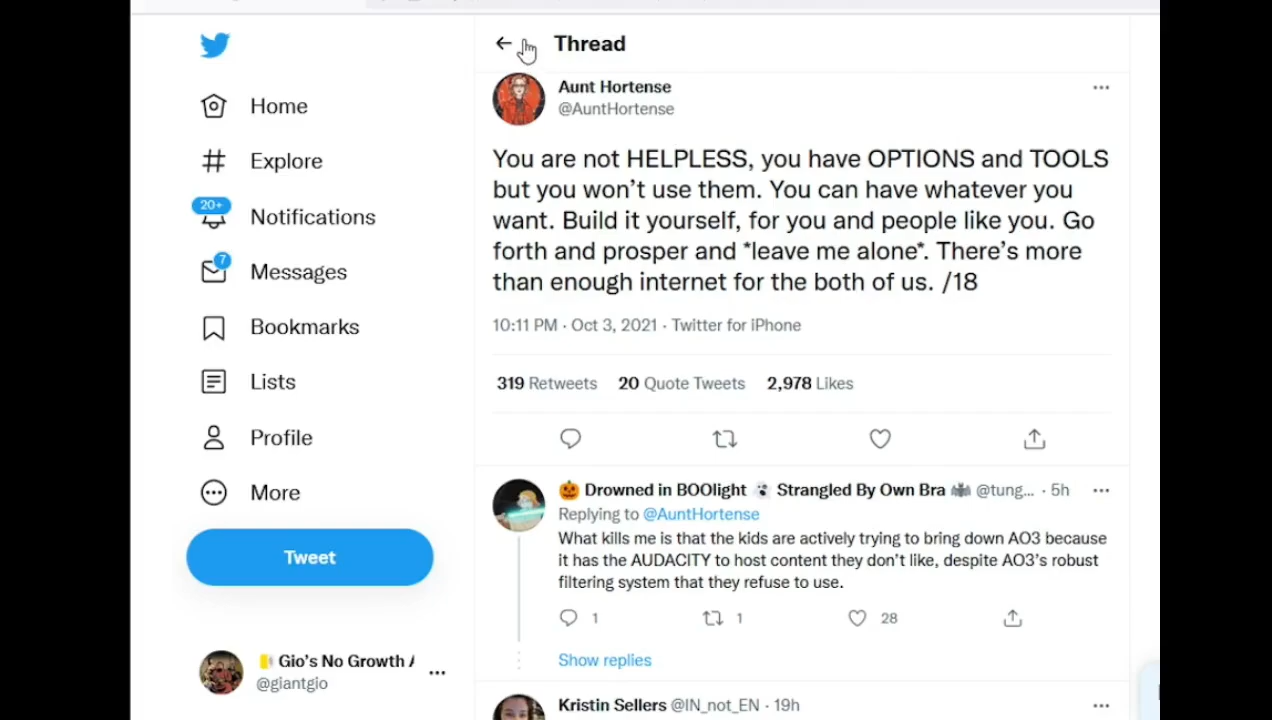 Thread
Home
Explore
20+
Notifications
7
Messages
Bookmarks
Lists
Profile
More
Tweet
Gio's No Growth
@giantgio
Aunt Hortense
@AuntHortense
You are not HELPLESS, you have OPTIONS and TOOLS
but you won't use them. You can have whatever you
want. Build it yourself, for you and people like you. Go
forth and prosper and *leave me alone*. There's more
than enough internet for the both of us. /18
10:11 PM · Oct 3, 2021 · Twitter for iPhone
319 Retweets 20 Quote Tweets 2,978 Likes
🎃 Drowned in BOOlight 👻 Strangled By Own Bra 🦇 @tung... · 5h
Replying to @AuntHortense
What kills me is that the kids are actively trying to bring down AO3 because
it has the AUDACITY to host content they don't like, despite AO3's robust
filtering system that they refuse to use.
1 1 28
Show replies
Kristin Sellers @IN_not_EN · 19h